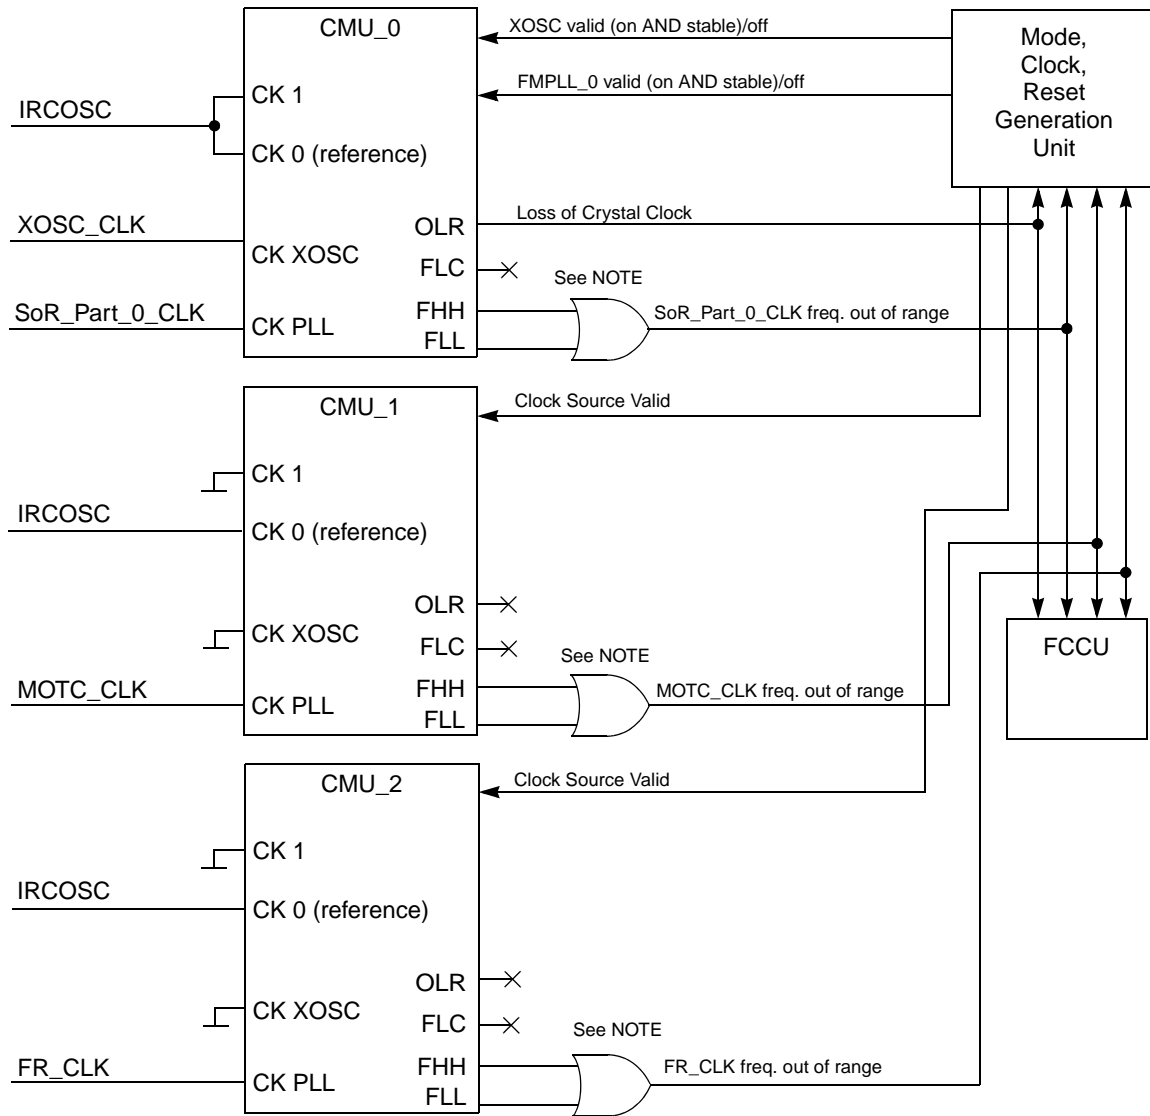 CMU_0
XOSC valid (on AND stable)/off
Mode,
Clock,
Reset
Generation
Unit
FMPLL_0 valid (on AND stable)/off
IRCOSC
CK 1
CK 0 (reference)
XOSC_CLK
CK XOSC
OLR
Loss of Crystal Clock
FLC
See NOTE
SoR_Part_0_CLK
CK PLL
FHH
FLL
SoR_Part_0_CLK freq. out of range
CMU_1
Clock Source Valid
CK 1
IRCOSC
CK 0 (reference)
OLR
CK XOSC
FLC
See NOTE
FCCU
MOTC_CLK
CK PLL
FHH
FLL
MOTC_CLK freq. out of range
CMU_2
Clock Source Valid
CK 1
IRCOSC
CK 0 (reference)
OLR
CK XOSC
FLC
See NOTE
FR_CLK
CK PLL
FHH
FLL
FR_CLK freq. out of range